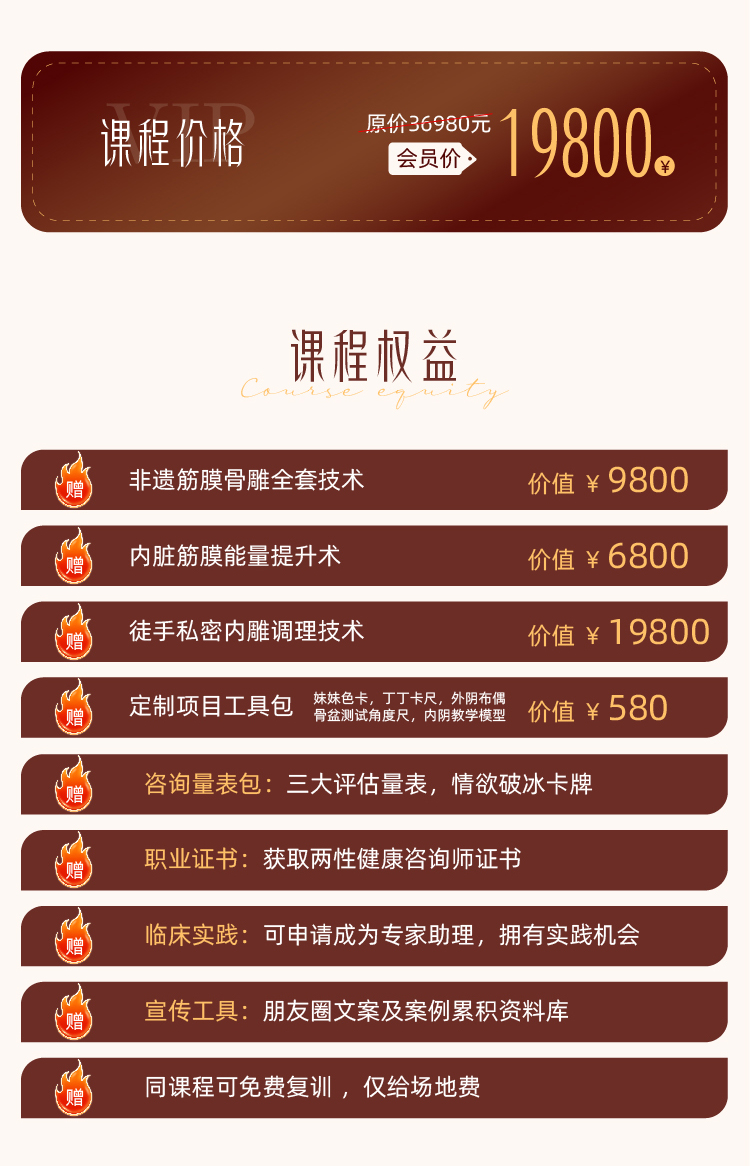 VIP
课程价格
原价36980元
会员价
19800¥
课程权益
Course equity
赠 非遗筋膜骨雕全套技术 价值 ¥ 9800
赠 内脏筋膜能量提升术 价值 ¥ 6800
赠 徒手私密内雕调理技术 价值 ¥ 19800
赠 定制项目工具包 妹妹色卡，丁丁卡尺，外阴布偶
骨盆测试角度尺，内阴教学模型 价值 ¥ 580
赠 咨询量表包：三大评估量表，情欲破冰卡牌
赠 职业证书：获取两性健康咨询师证书
赠 临床实践：可申请成为专家助理，拥有实践机会
赠 宣传工具：朋友圈文案及案例累积资料库
赠 同课程可免费复训 ，仅给场地费